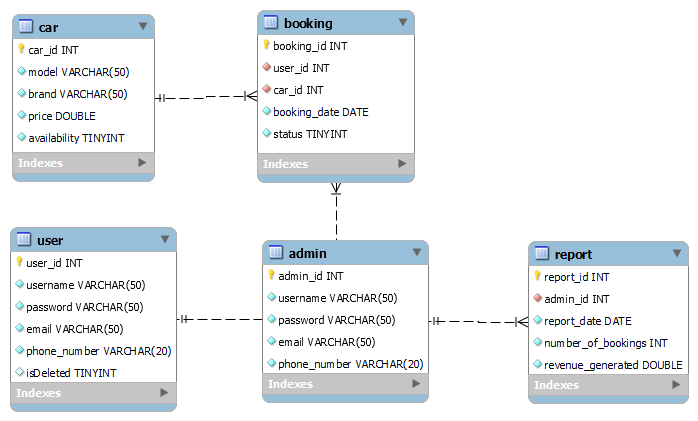 car
car_id INT
model VARCHAR(50)
brand VARCHAR(50)
price DOUBLE
availability TINYINT
Indexes
booking
booking_id INT
user_id INT
car_id INT
booking_date DATE
status TINYINT
Indexes
user
user_id INT
username VARCHAR(50)
password VARCHAR(50)
email VARCHAR(50)
phone_number VARCHAR(20)
isDeleted TINYINT
Indexes
admin
admin_id INT
username VARCHAR(50)
password VARCHAR(50)
email VARCHAR(50)
phone_number VARCHAR(20)
Indexes
report
report_id INT
admin_id INT
report_date DATE
number_of_bookings INT
revenue_generated DOUBLE
Indexes